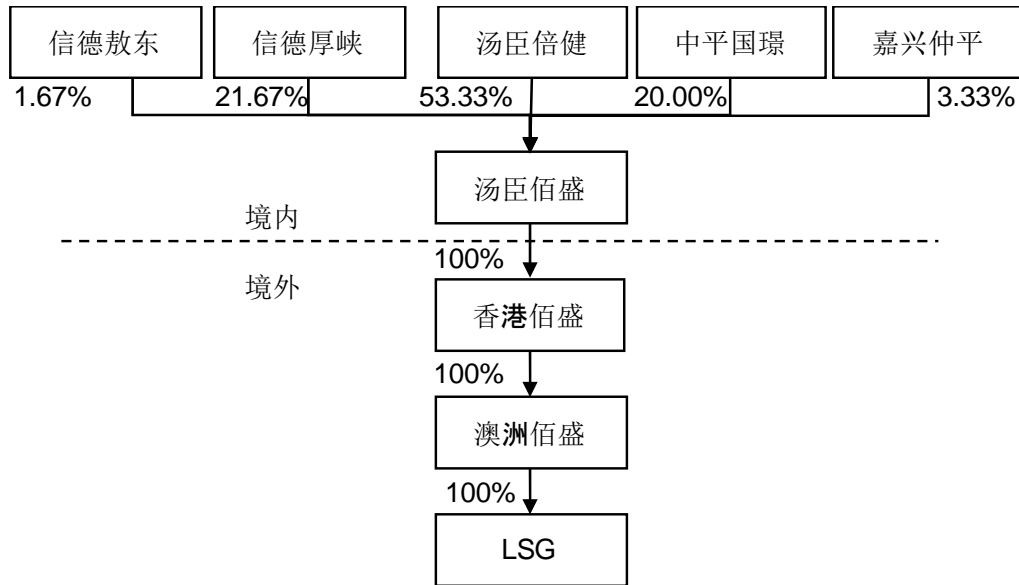 信德敖东
信德厚峡
汤臣倍健
中平国璟
嘉兴仲平
1.67%
21.67%
53.33%
20.00%
3.33%
汤臣佰盛
境内
100%
境外
香港佰盛
100%
澳洲佰盛
100%
LSG